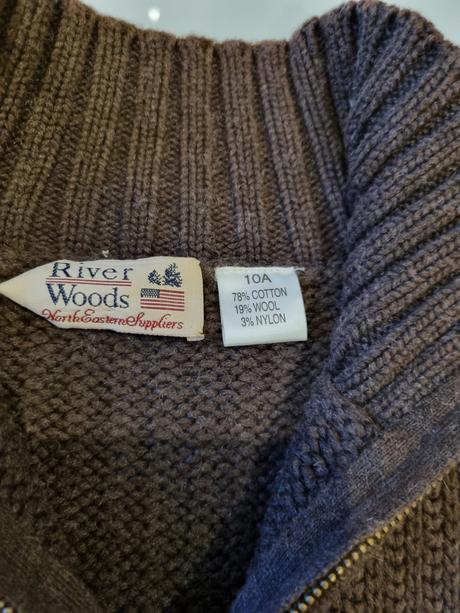 River
Woods
North Eastern Suppliers
10A
78% COTTON
19% WOOL
3% NYLON